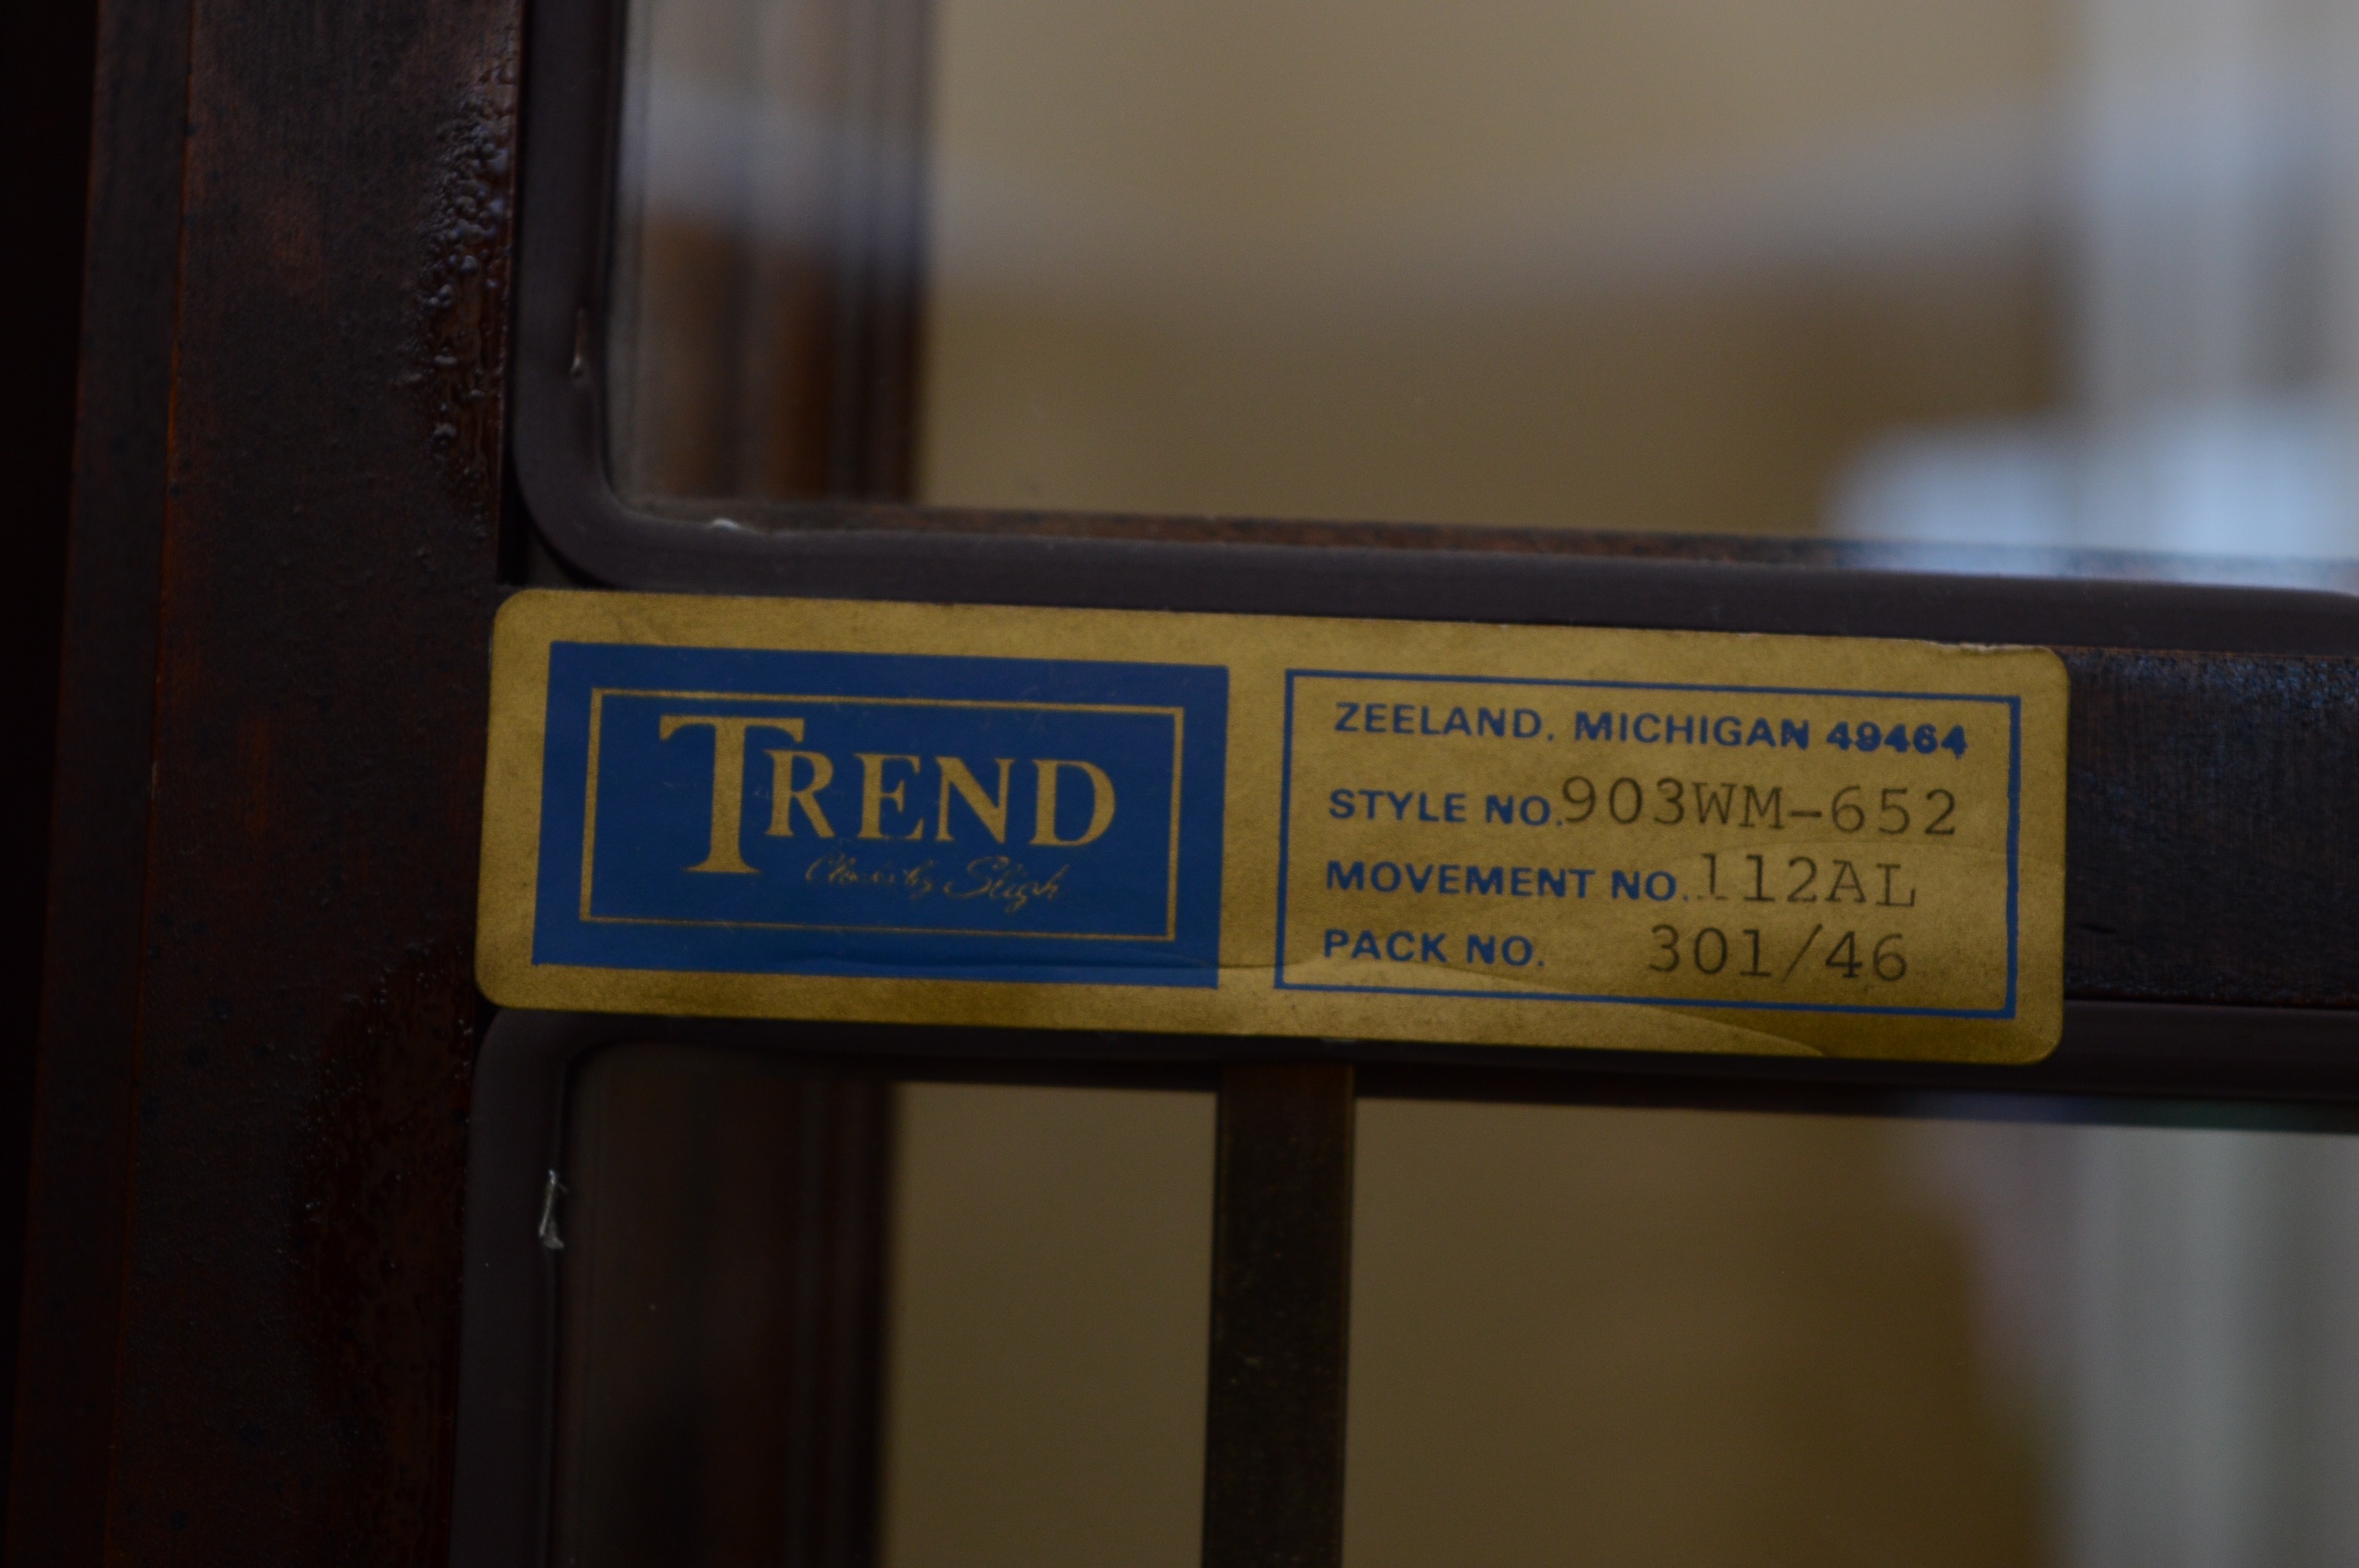 TREND
Clocks by Sligh
ZEELAND, MICHIGAN 49464
STYLE NO. 903WM-652
MOVEMENT NO. 112AL
PACK NO. 301/46